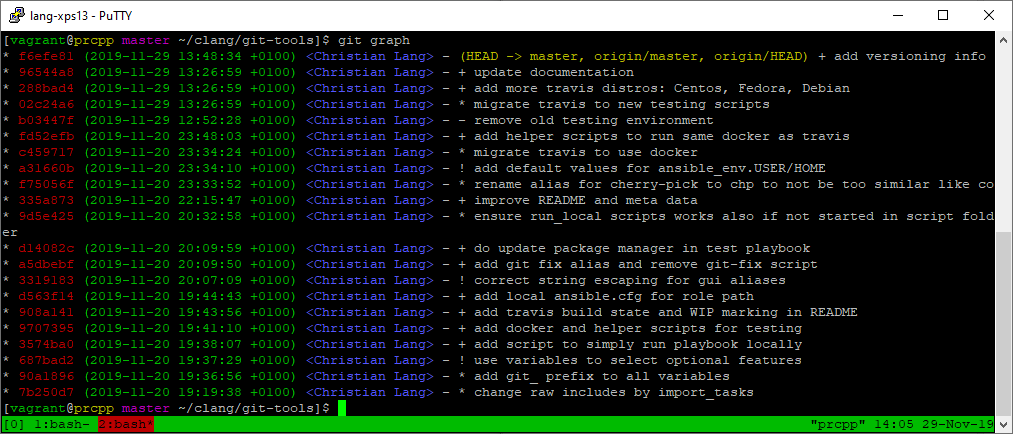 lang-xps13 - PuTTY
[vagrant@prcpp master ~/clang/git-tools]$ git graph
* f6efe81 (2019-11-29 13:48:34 +0100) <Christian Lang> - (HEAD -> master, origin/master, origin/HEAD) + add versioning info
* 96544a8 (2019-11-29 13:26:59 +0100) <Christian Lang> - + update documentation
* 288bad4 (2019-11-29 13:26:59 +0100) <Christian Lang> - + add more travis distros: Centos, Fedora, Debian
* 02c24a6 (2019-11-29 13:26:59 +0100) <Christian Lang> - * migrate travis to new testing scripts
* b03447f (2019-11-29 12:52:28 +0100) <Christian Lang> - - remove old testing environment
* fd52efb (2019-11-20 23:48:03 +0100) <Christian Lang> - + add helper scripts to run same docker as travis
* c459717 (2019-11-20 23:34:24 +0100) <Christian Lang> - * migrate travis to use docker
* a31660b (2019-11-20 23:34:10 +0100) <Christian Lang> - ! add default values for ansible_env.USER/HOME
* f75056f (2019-11-20 23:33:52 +0100) <Christian Lang> - * rename alias for cherry-pick to chp to not be too similar like co
* 335a873 (2019-11-20 22:15:47 +0100) <Christian Lang> - + improve README and meta data
* 9d5e425 (2019-11-20 20:32:58 +0100) <Christian Lang> - * ensure run_local scripts works also if not started in script fold
er
* d14082c (2019-11-20 20:09:59 +0100) <Christian Lang> - + do update package manager in test playbook
* a5dbebf (2019-11-20 20:09:50 +0100) <Christian Lang> - + add git fix alias and remove git-fix script
* 3319183 (2019-11-20 20:07:09 +0100) <Christian Lang> - ! correct string escaping for gui aliases
* d563f14 (2019-11-20 19:44:43 +0100) <Christian Lang> - + add local ansible.cfg for role path
* 908a141 (2019-11-20 19:43:56 +0100) <Christian Lang> - + add travis build state and WIP marking in README
* 9707395 (2019-11-20 19:41:10 +0100) <Christian Lang> - + add docker and helper scripts for testing
* 3574ba0 (2019-11-20 19:38:07 +0100) <Christian Lang> - + add script to simply run playbook locally
* 687bad2 (2019-11-20 19:37:29 +0100) <Christian Lang> - ! use variables to select optional features
* 90a1896 (2019-11-20 19:36:56 +0100) <Christian Lang> - * add git_ prefix to all variables
* 7b250d7 (2019-11-20 19:19:38 +0100) <Christian Lang> - * change raw includes by import_tasks
[vagrant@prcpp master ~/clang/git-tools]$
[0] 1:bash- 2:bash* "prcpp" 14:05 29-Nov-19